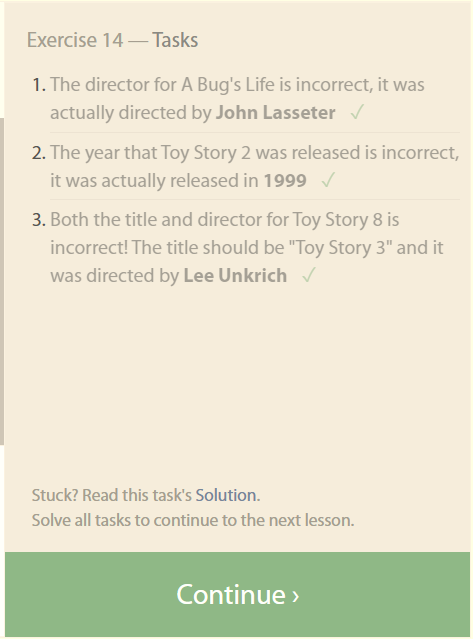 Exercise 14 — Tasks
1. The director for A Bug's Life is incorrect, it was
actually directed by John Lasseter ✓
2. The year that Toy Story 2 was released is incorrect,
it was actually released in 1999 ✓
3. Both the title and director for Toy Story 8 is
incorrect! The title should be "Toy Story 3" and it
was directed by Lee Unkrich ✓
Stuck? Read this task's Solution.
Solve all tasks to continue to the next lesson.
Continue ›